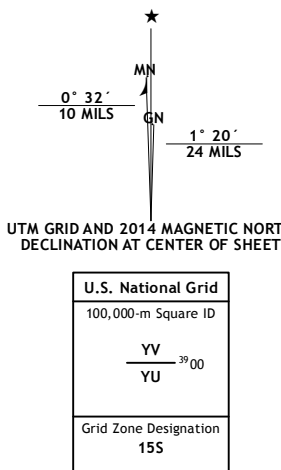 ★
MN
0° 32´
10 MILS
GN
1° 20´
24 MILS
UTM GRID AND 2014 MAGNETIC NORT
DECLINATION AT CENTER OF SHEET
U.S. National Grid
100,000-m Square ID
YV
3900
YU
Grid Zone Designation
15S